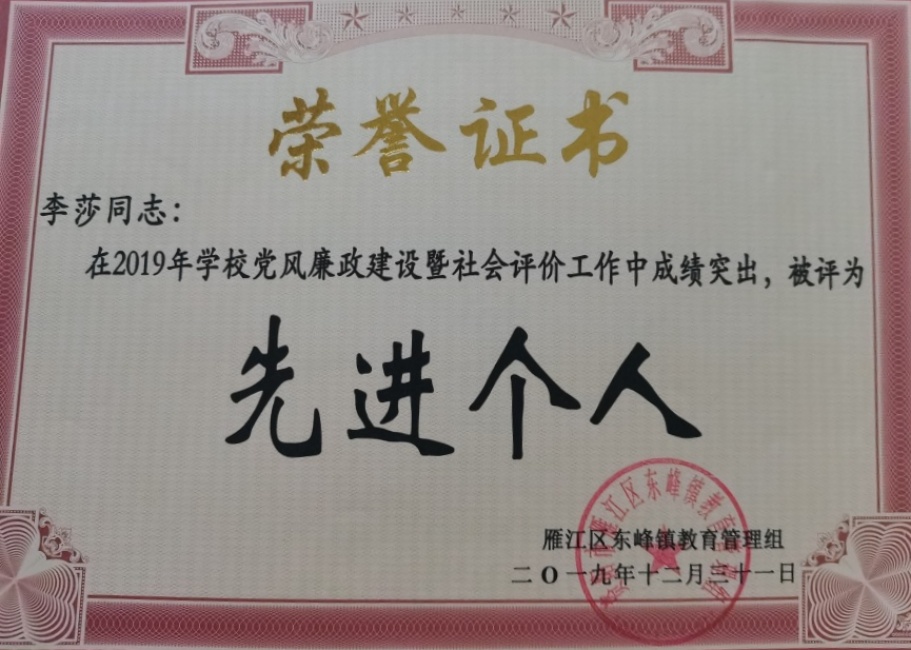 荣誉证书
李莎同志：
在2019年学校党风廉政建设暨社会评价工作中成绩突出，被评为
先进个人
雁江区东峰镇教育管理组
二O一九年十二月三十一日